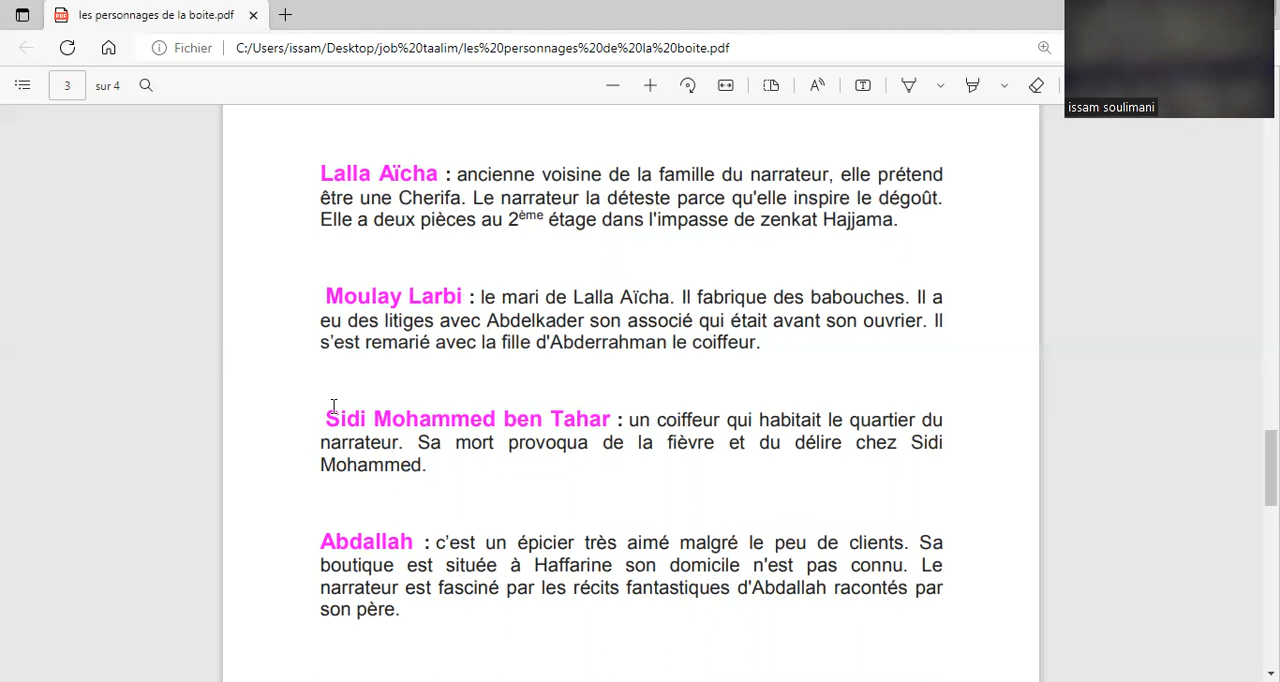 les personnages de la boite.pdf
Fichier
C:/Users/issam/Desktop/job%20taalim/les%20personnages%20de%20la%20boite.pdf
3 sur 4
issam soulimani
Lalla Aïcha : ancienne voisine de la famille du narrateur, elle prétend
être une Cherifa. Le narrateur la déteste parce qu'elle inspire le dégoût.
Elle a deux pièces au 2ème étage dans l'impasse de zenkat Hajjama.
Moulay Larbi : le mari de Lalla Aïcha. Il fabrique des babouches. Il a
eu des litiges avec Abdelkader son associé qui était avant son ouvrier. Il
s’est remarié avec la fille d'Abderrahman le coiffeur.
Sidi Mohammed ben Tahar : un coiffeur qui habitait le quartier du
narrateur. Sa mort provoqua de la fièvre et du délire chez Sidi
Mohammed.
Abdallah : c’est un épicier très aimé malgré le peu de clients. Sa
boutique est située à Haffarine son domicile n'est pas connu. Le
narrateur est fasciné par les récits fantastiques d'Abdallah racontés par
son père.